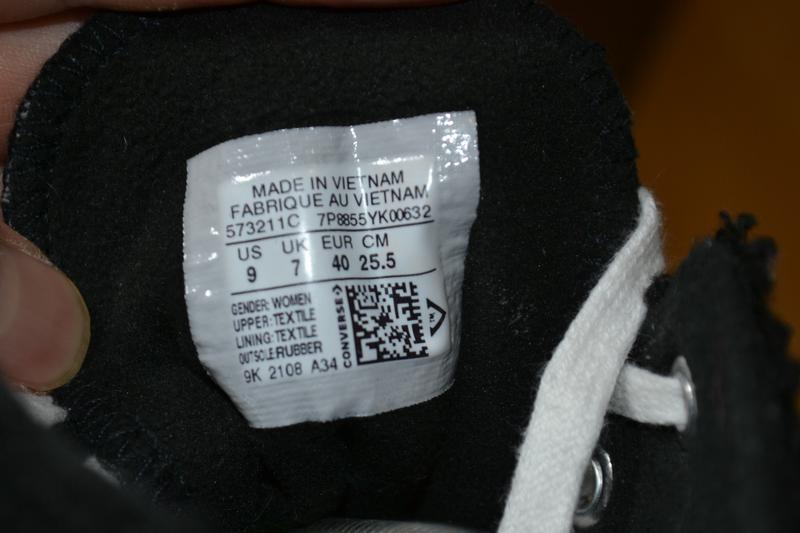 MADE IN VIETNAM
FABRIQUE AU VIETNAM
573211C 7P8855YK00632
US UK EUR CM
9 7 40 25.5
GENDER: WOMEN
UPPER: TEXTILE
LINING: TEXTILE
OUTSOLE: RUBBER
9K 2108 A34
CONVERSE